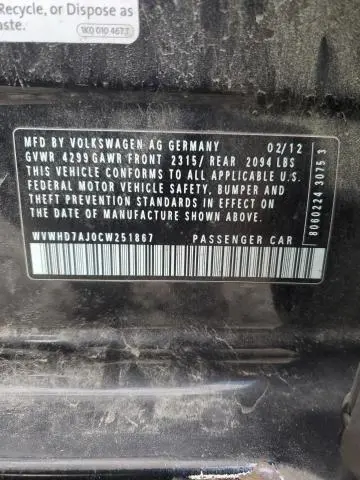 Recycle, or Dispose as
aste.
1K0 010 467J
MFD BY VOLKSWAGEN AG GERMANY 02/12
GVWR 4299 GAWR FRONT 2315/ REAR 2094 LBS
THIS VEHICLE CONFORMS TO ALL APPLICABLE U.S.
FEDERAL MOTOR VEHICLE SAFETY, BUMPER AND
THEFT PREVENTION STANDARDS IN EFFECT ON THE
DATE OF MANUFACTURE SHOWN ABOVE
WVWHD7AJ0CW251867 PASSENGER CAR
8060224 3075 3